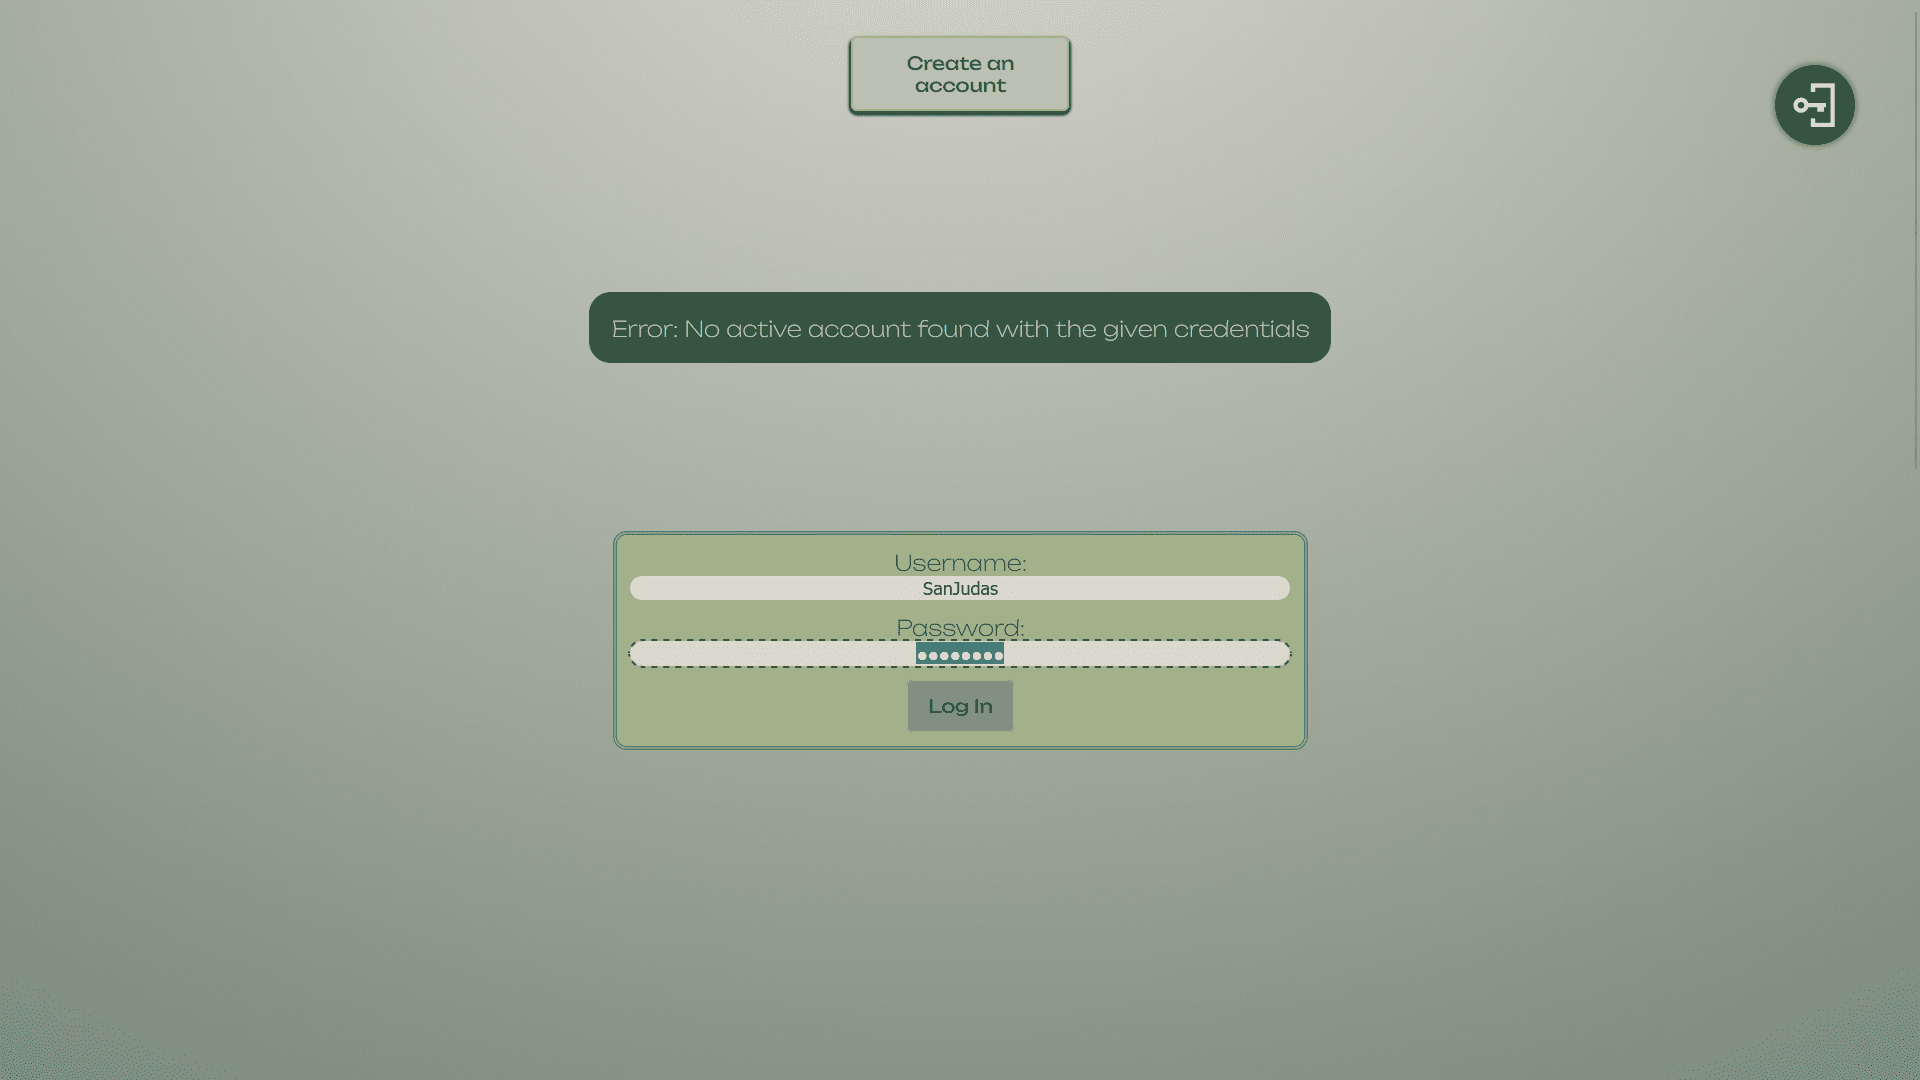 Create an
account
Error: No active account found with the given credentials
Username:
SanJudas
Password:
Log In